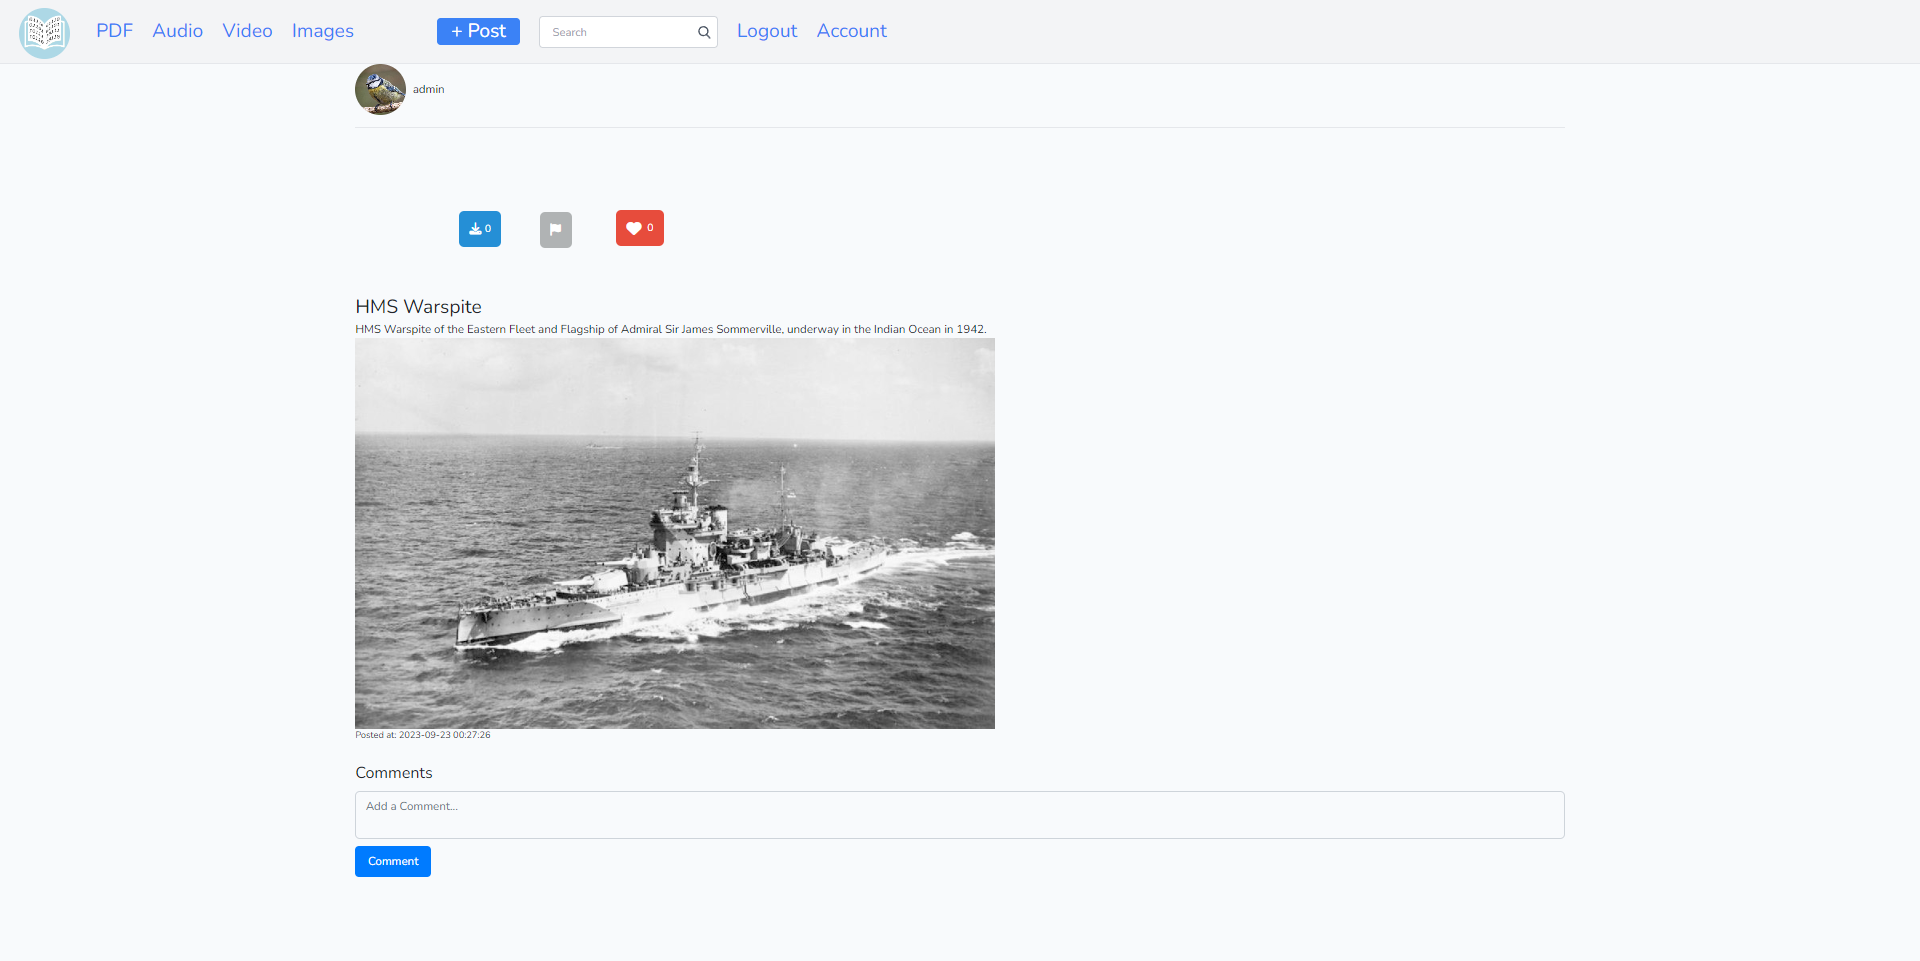 PDF Audio Video Images + Post Search Logout Account
admin
0 0
HMS Warspite
HMS Warspite of the Eastern Fleet and Flagship of Admiral Sir James Sommerville, underway in the Indian Ocean in 1942.
Posted at: 2023-09-23 00:27:26
Comments
Add a Comment...
Comment